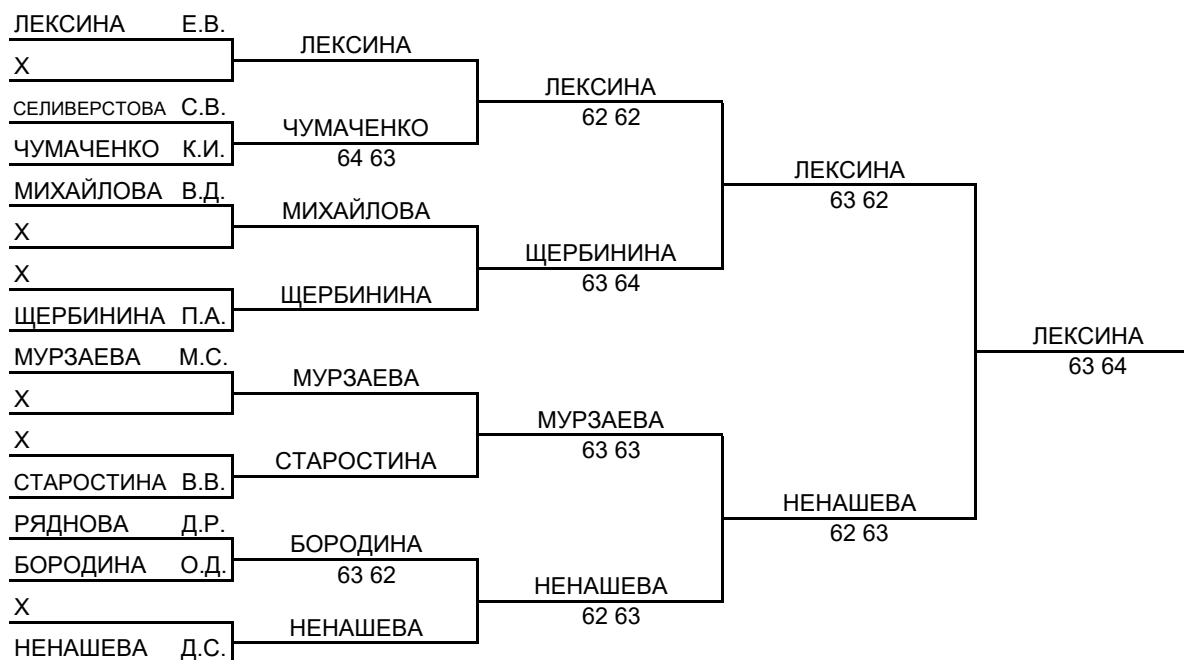 ЛЕКСИНА Е.В.
X
СЕЛИВЕРСТОВА С.В.
ЧУМАЧЕНКО К.И.
МИХАЙЛОВА В.Д.
X
X
ЩЕРБИНИНА П.А.
МУРЗАЕВА М.С.
X
X
СТАРОСТИНА В.В.
РЯДНОВА Д.Р.
БОРОДИНА О.Д.
X
НЕНАШЕВА Д.С.
ЛЕКСИНА
ЧУМАЧЕНКО
64 63
МИХАЙЛОВА
ЩЕРБИНИНА
МУРЗАЕВА
СТАРОСТИНА
БОРОДИНА
63 62
НЕНАШЕВА
ЛЕКСИНА
62 62
ЩЕРБИНИНА
63 64
МУРЗАЕВА
63 63
НЕНАШЕВА
62 63
ЛЕКСИНА
63 62
НЕНАШЕВА
62 63
ЛЕКСИНА
63 64